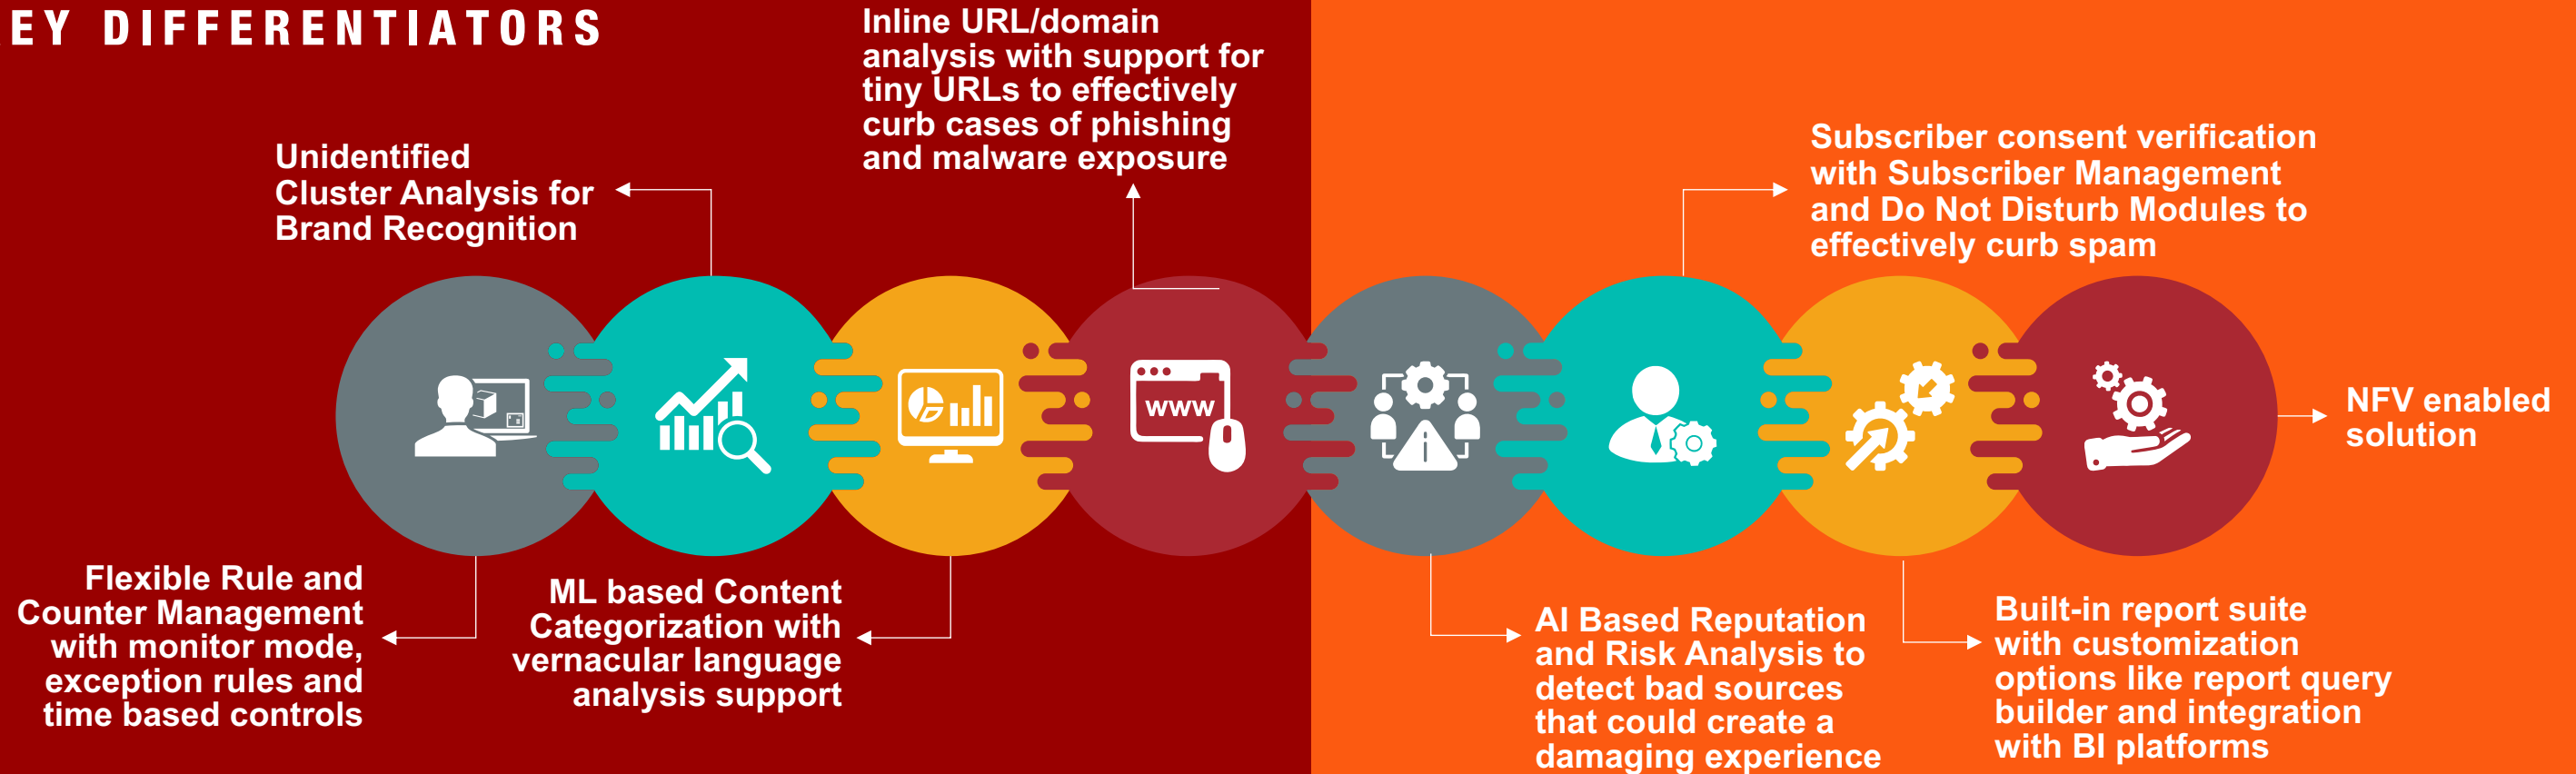 EY DIFFERENTIATORS
Unidentified
Cluster Analysis for
Brand Recognition
Inline URL/domain
analysis with support for
tiny URLs to effectively
curb cases of phishing
and malware exposure
Subscriber consent verification
with Subscriber Management
and Do Not Disturb Modules to
effectively curb spam
www
NFV enabled
solution
Flexible Rule and
Counter Management
with monitor mode,
exception rules and
time based controls
ML based Content
Categorization with
vernacular language
analysis support
AI Based Reputation
and Risk Analysis to
detect bad sources
that could create a
damaging experience
Built-in report suite
with customization
options like report query
builder and integration
with BI platforms